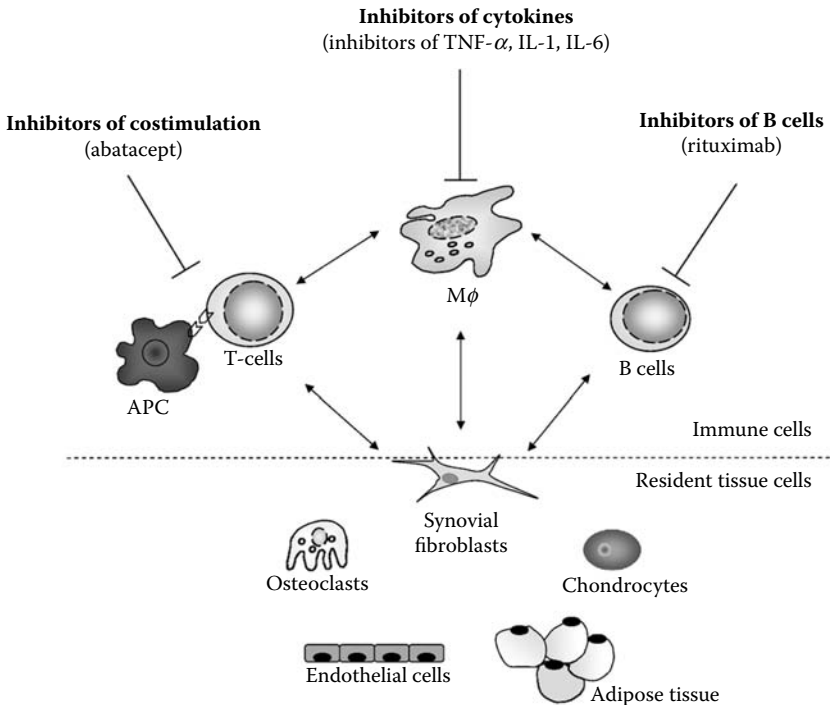 Inhibitors of cytokines
(inhibitors of TNF-α, IL-1, IL-6)
Inhibitors of costimulation
(abatacept)
Inhibitors of B cells
(rituximab)
Mϕ
T-cells
B cells
APC
Immune cells
Resident tissue cells
Synovial
fibroblasts
Osteoclasts
Chondrocytes
Endothelial cells
Adipose tissue